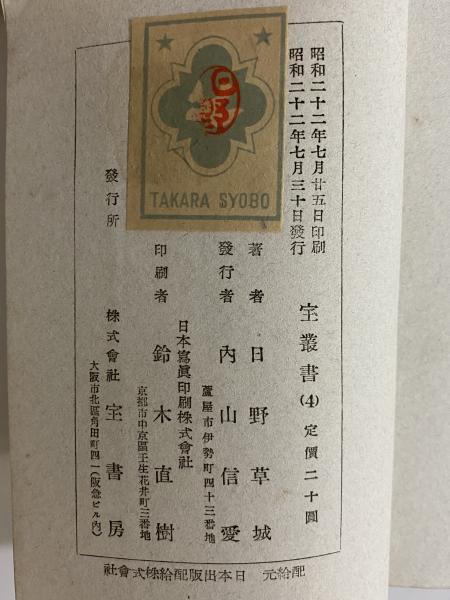 昭和二十二年七月廿五日印刷
昭和二十二年七月三十日發行
宝叢書(4) 定價二十圓
著者 日野草城
蘆屋市伊勢町四十三番地
發行者 內山信愛
日本寫眞印刷株式會社
印刷者 鈴木直樹
京都市中京區壬生花井町三番地
發行所 株式會社 宝書房
大阪市北區角田町四一(阪急ビル內)
配給元 日本出版配給株式會社
日野
TAKARA SYOBO